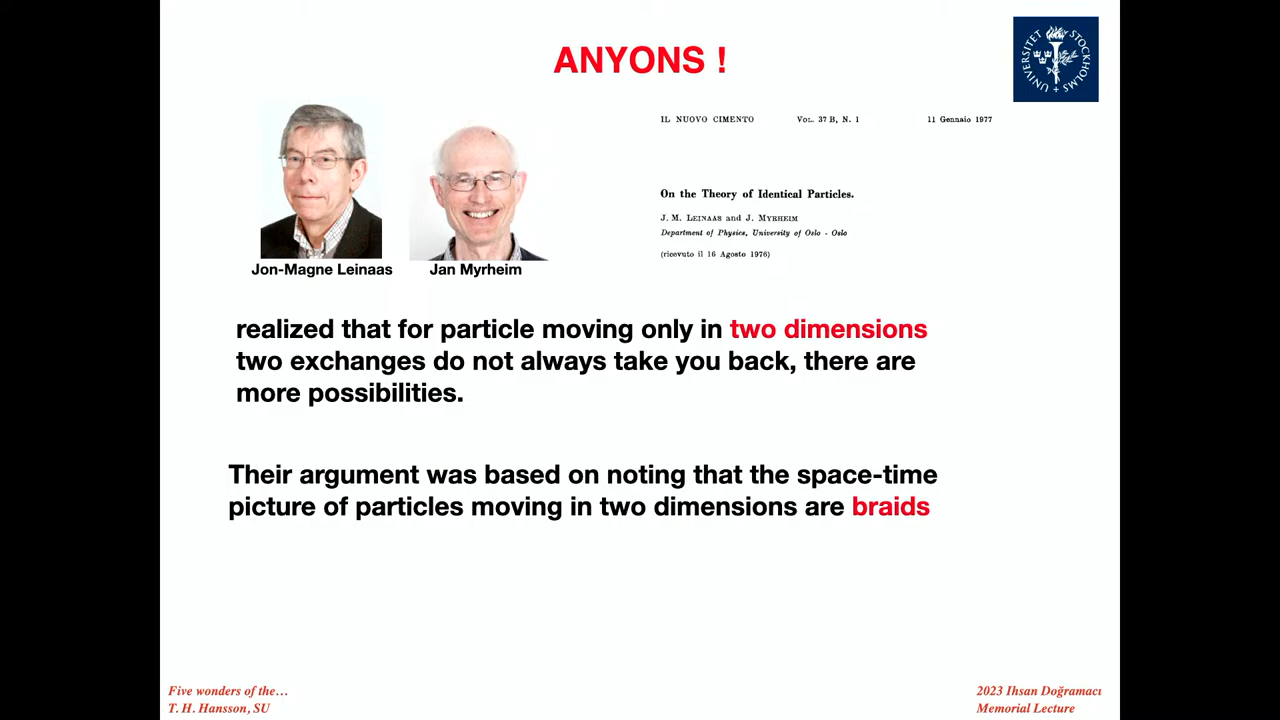 ANYONS !
STOCKHOLMS UNIVERSITET
IL NUOVO CIMENTO VOL. 37 B, N. 1 11 Gennaio 1977
On the Theory of Identical Particles.
J. M. LEINAAS and J. MYRHEIM
Department of Physics, University of Oslo - Oslo
(ricevuto il 16 Agosto 1976)
Jon-Magne Leinaas
Jan Myrheim
realized that for particle moving only in two dimensions
two exchanges do not always take you back, there are
more possibilities.
Their argument was based on noting that the space-time
picture of particles moving in two dimensions are braids
Five wonders of the…
T. H. Hansson, SU
2023 Ihsan Doğramacı
Memorial Lecture